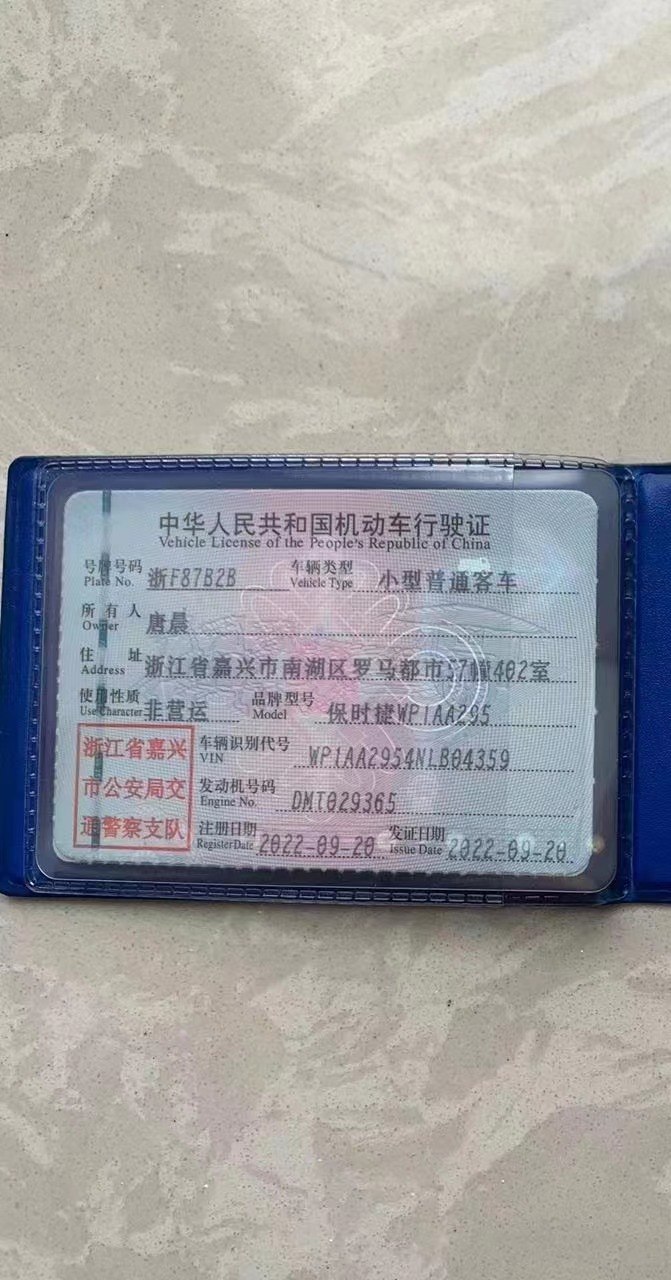 中华人民共和国机动车行驶证
Vehicle License of the People's Republic of China
号牌号码 浙F87B2B 车辆类型 小型普通客车
Plate No. Vehicle Type
所有人 唐晨
Owner
住址 浙江省嘉兴市南湖区罗马都市57幢402室
Address
使用性质 非营运 品牌型号 保时捷WP1AA295
Use Character Model
浙江省嘉兴
市公安局交
通警察支队
车辆识别代号 WP1AA2954NLB04359
VIN
发动机号码 DMT029365
Engine No.
注册日期 2022-09-20 发证日期 2022-09-20
Register Date Issue Date